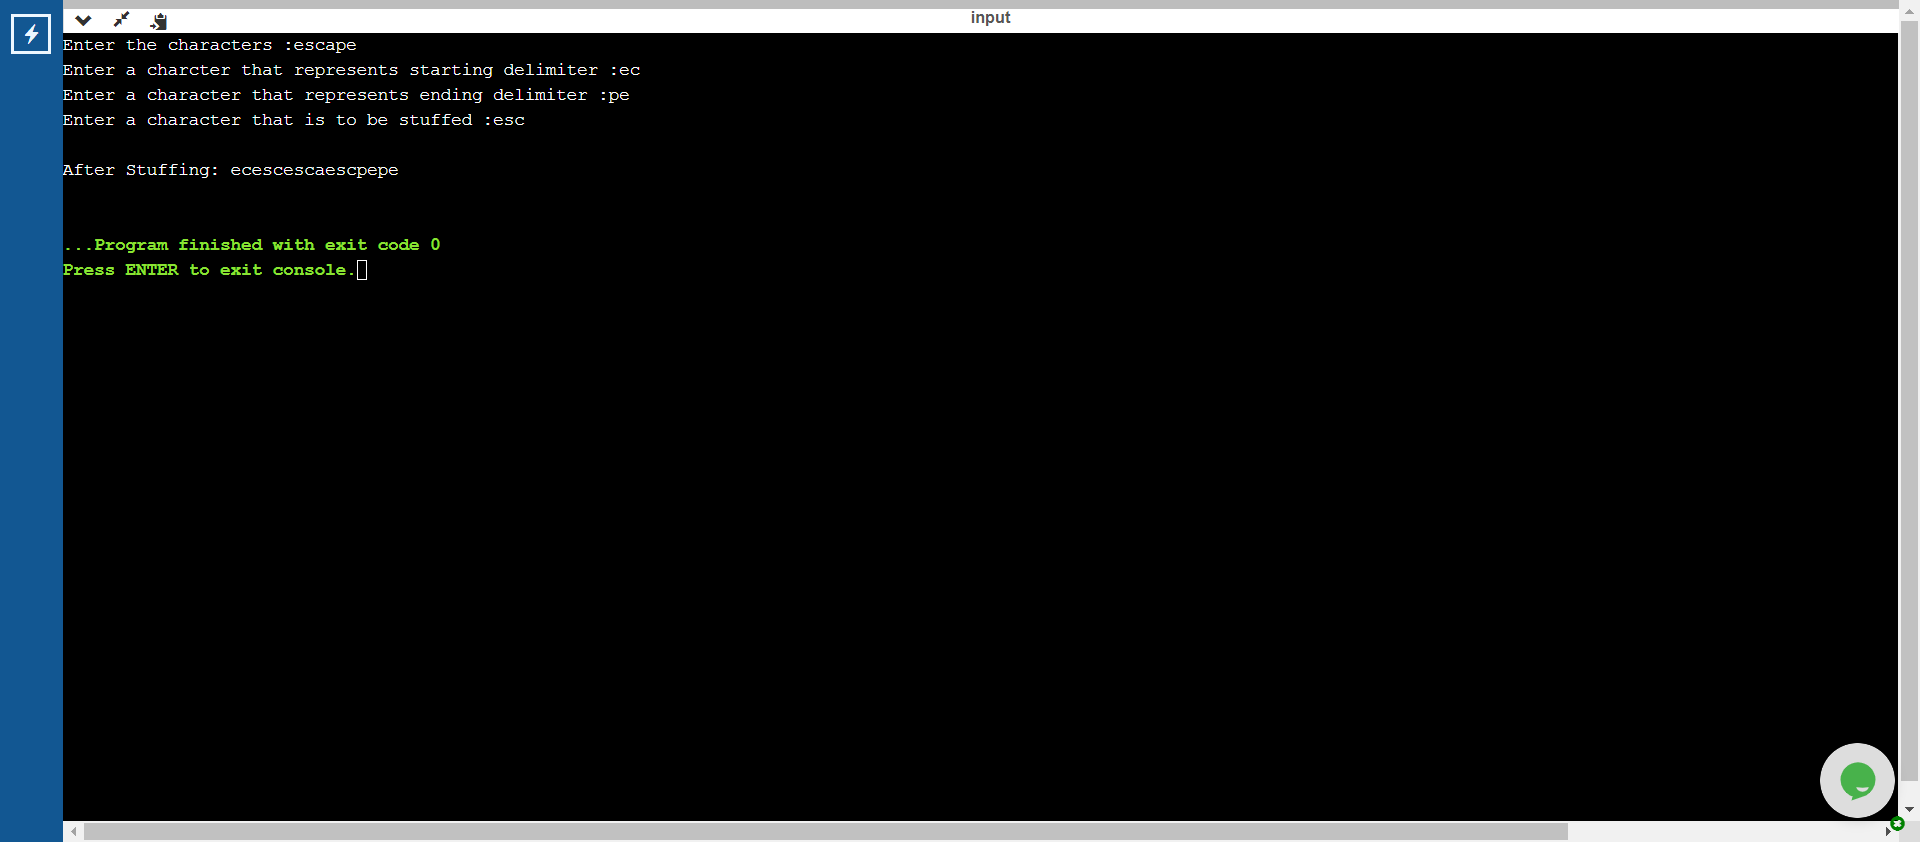 input
Enter the characters :escape
Enter a charcter that represents starting delimiter :ec
Enter a character that represents ending delimiter :pe
Enter a character that is to be stuffed :esc
After Stuffing: ecescescaescpepe
...Program finished with exit code 0
Press ENTER to exit console.